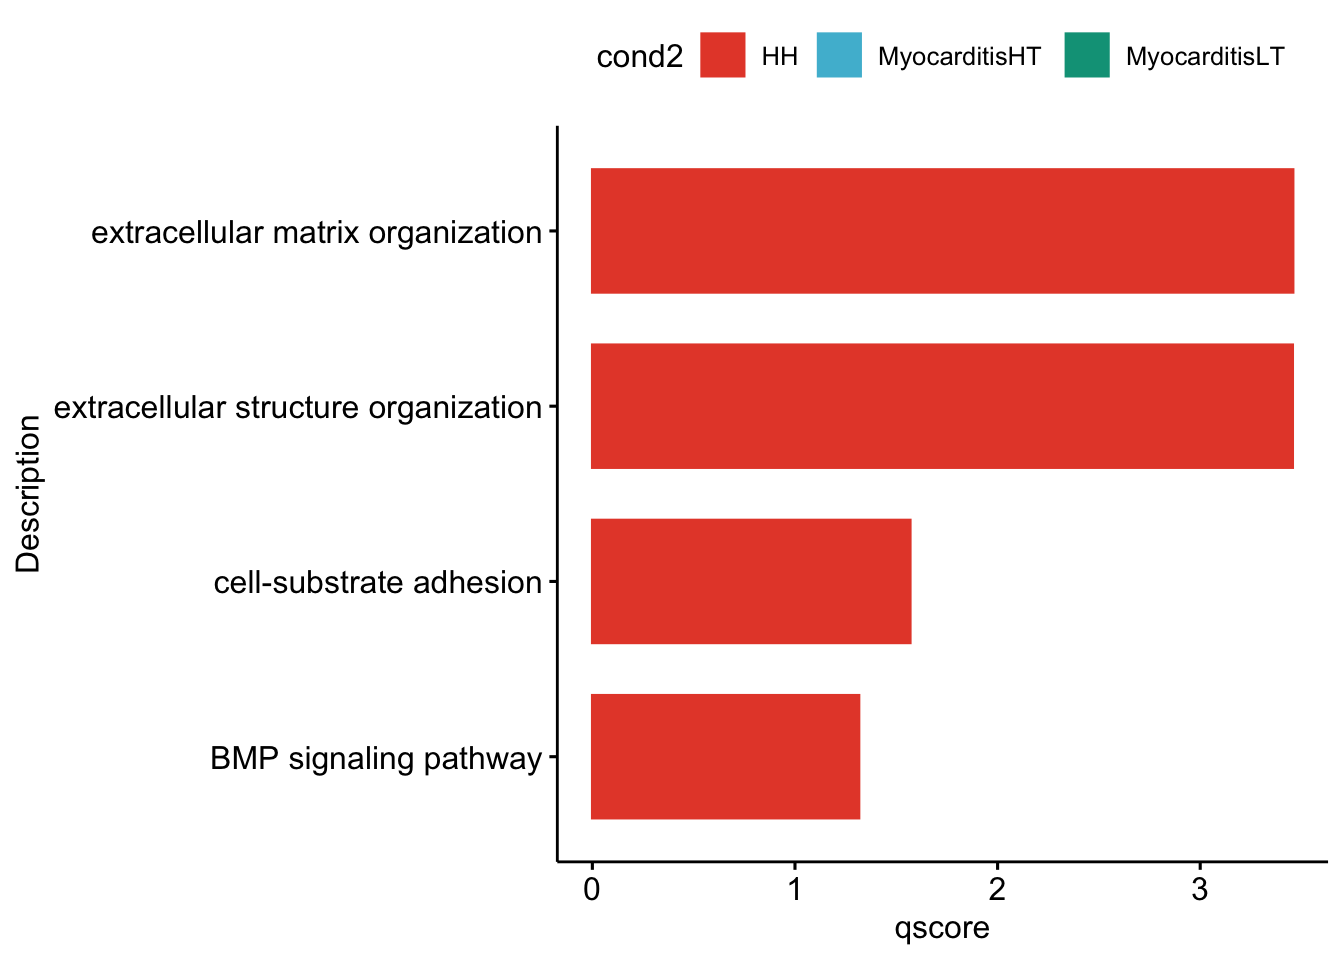 cond2 HH MyocarditisHT MyocarditisLT
extracellular matrix organization
extracellular structure organization
cell-substrate adhesion
BMP signaling pathway
Description
0 1 2 3
qscore